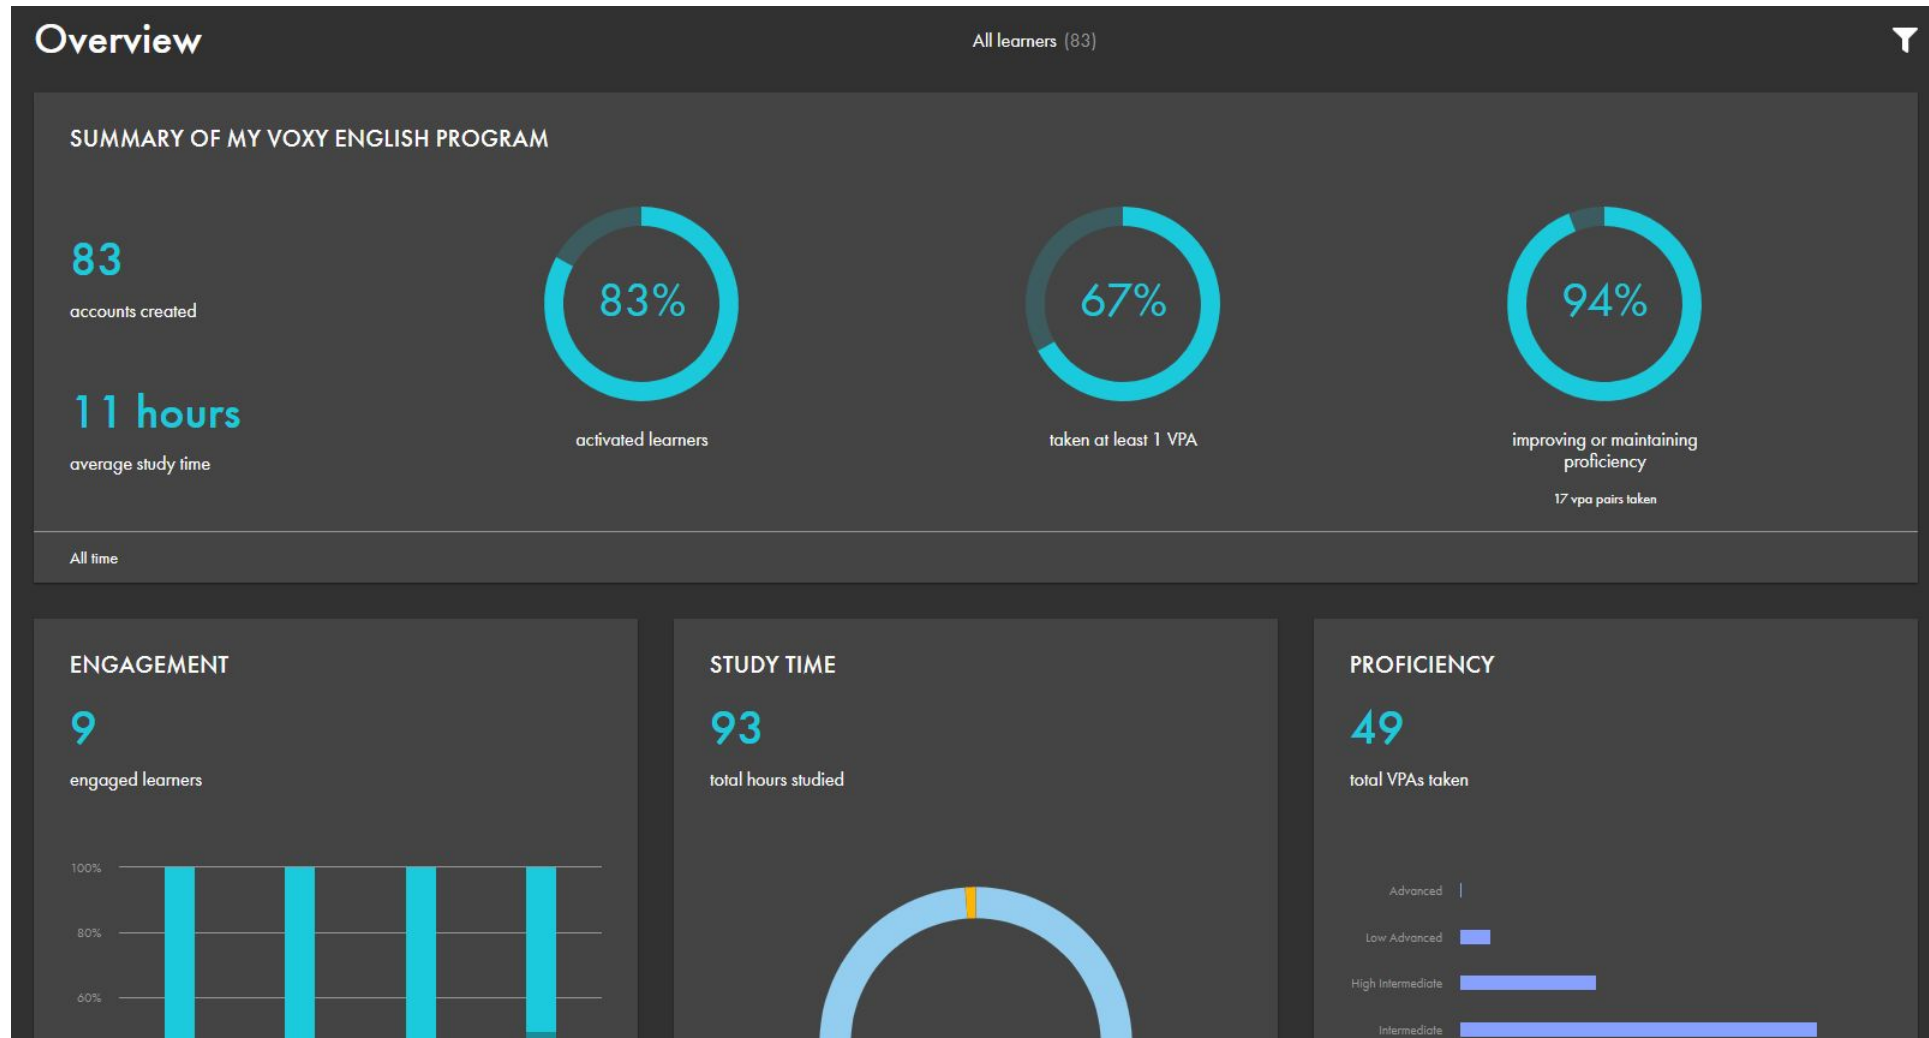 Overview
All learners (83)
SUMMARY OF MY VOXY ENGLISH PROGRAM
83
accounts created
11 hours
average study time
83%
activated learners
67%
taken at least 1 VPA
94%
improving or maintaining
proficiency
17 vpa pairs taken
All time
ENGAGEMENT
9
engaged learners
100%
80%
60%
STUDY TIME
93
total hours studied
PROFICIENCY
49
total VPAs taken
Advanced
Low Advanced
High Intermediate
Intermediate